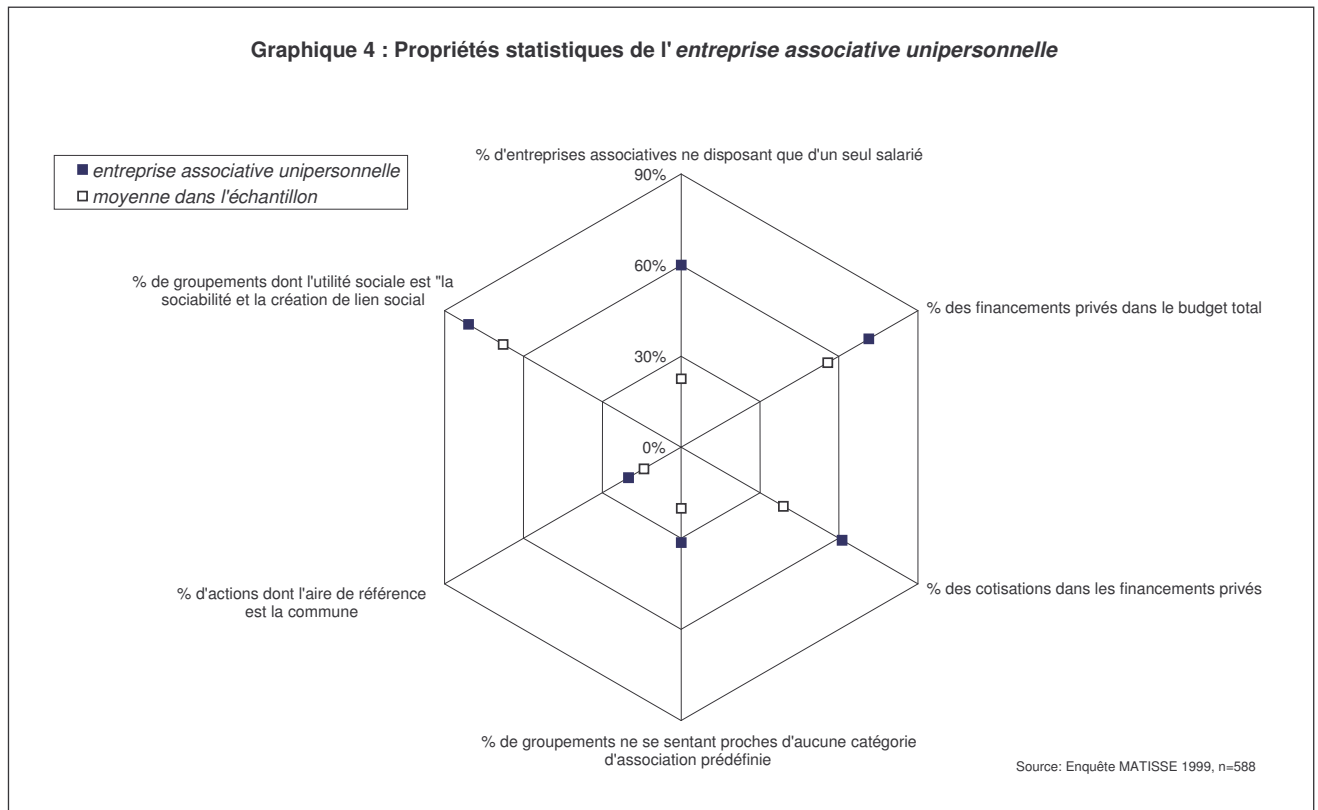 Graphique 4 : Propriétés statistiques de l' entreprise associative unipersonnelle
entreprise associative unipersonnelle
moyenne dans l'échantillon
% d'entreprises associatives ne disposant que d'un seul salarié
90%
60%
30%
0%
% de groupements dont l'utilité sociale est "la
sociabilité et la création de lien social
% des financements privés dans le budget total
% d'actions dont l'aire de référence
est la commune
% des cotisations dans les financements privés
% de groupements ne se sentant proches d'aucune catégorie
d'association prédéfinie
Source: Enquête MATISSE 1999, n=588